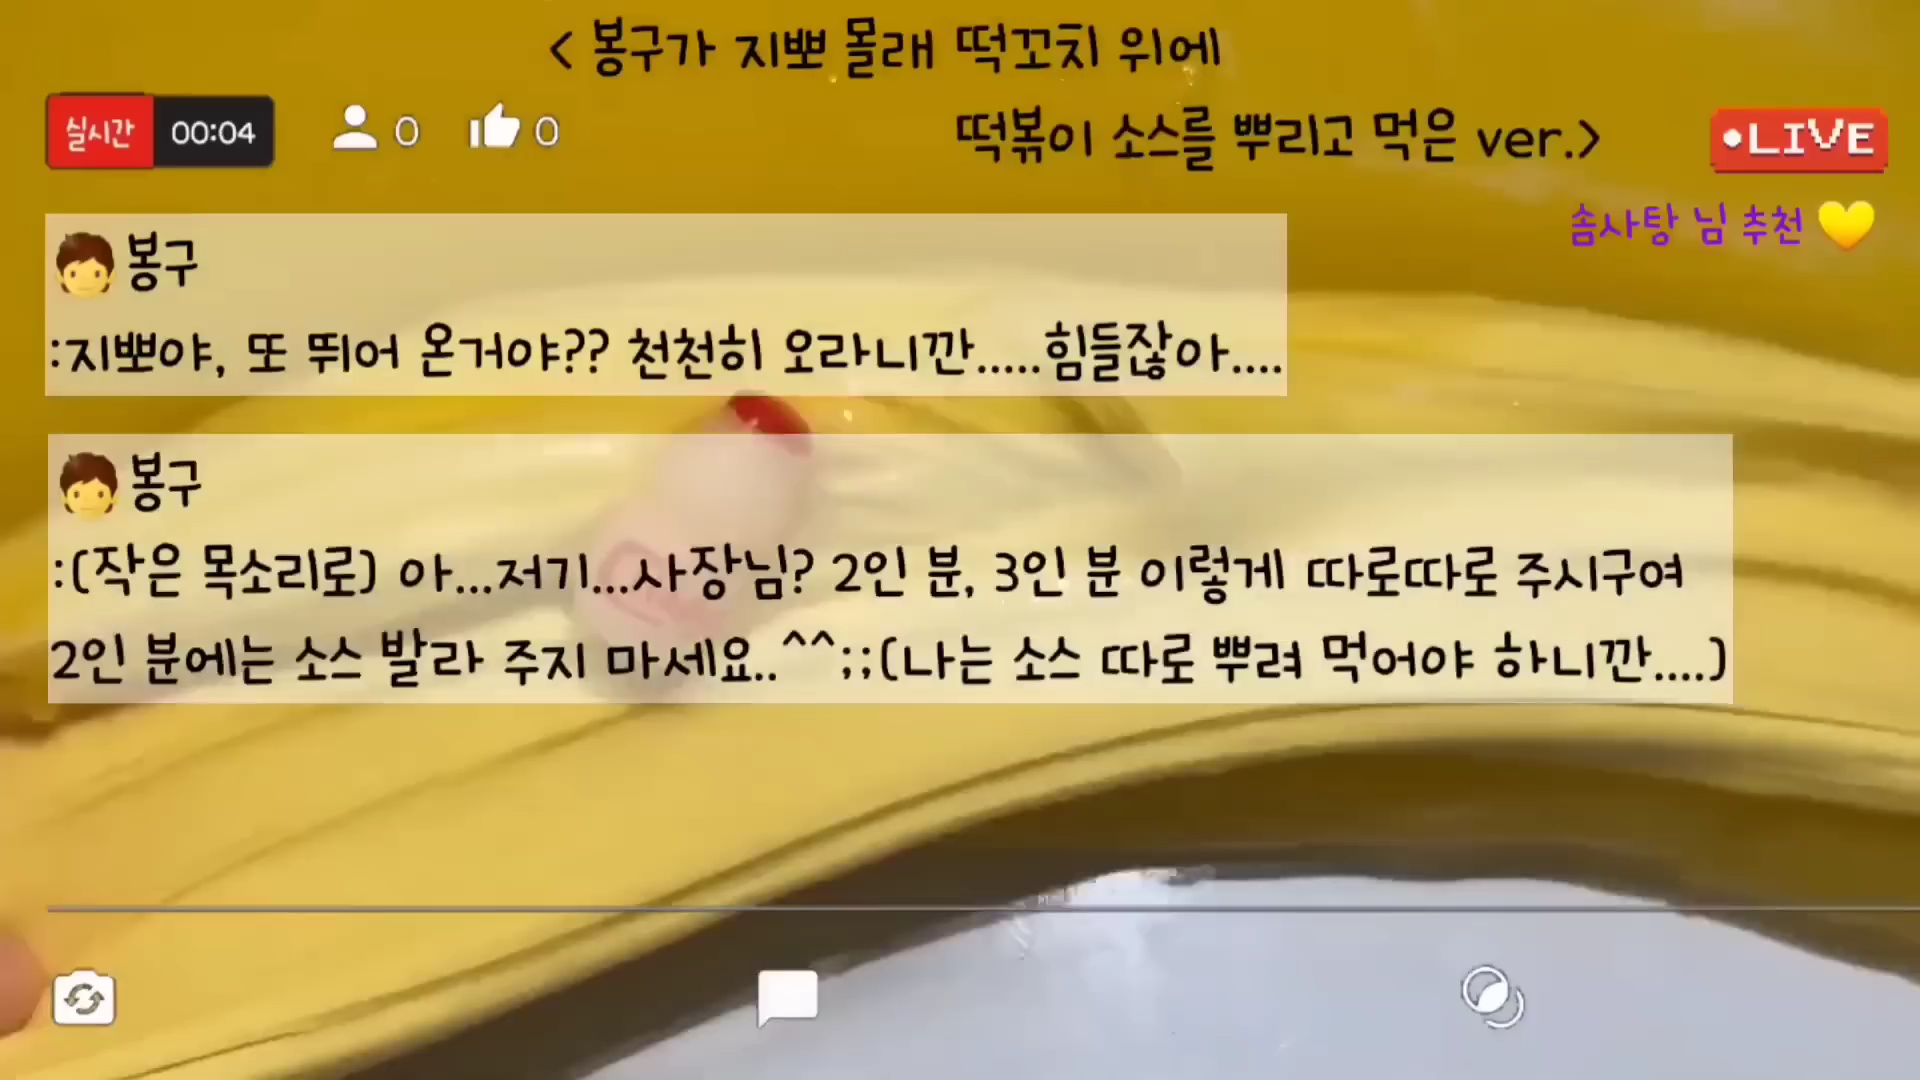 < 봉구가 지뽀 몰래 떡꼬치 위에
떡볶이 소스를 뿌리고 먹은 ver.>
실시간 00:04 0 0
LIVE
솜사탕 님 추천
봉구
:지뽀야, 또 뛰어 온거야?? 천천히 오라니깐.....힘들잖아....
봉구
:(작은 목소리로) 아...저기...사장님? 2인 분, 3인 분 이렇게 따로따로 주시구여
2인 분에는 소스 발라 주지 마세요..^^;;(나는 소스 따로 뿌려 먹어야 하니깐....)